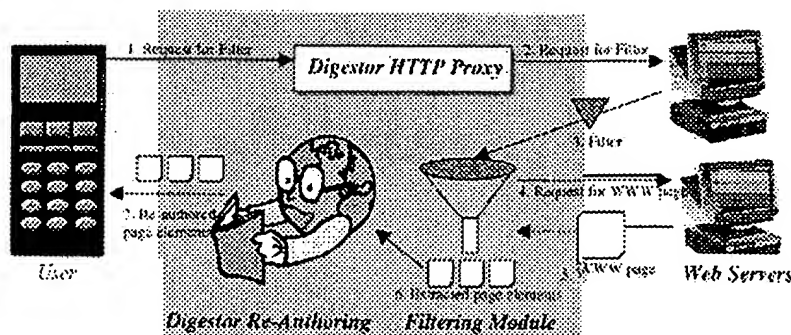 1. Request for Filter
Digestor HTTP Proxy
2. Request for Filter
3. Filter
4. Request for WWW page
7. Re-authored
page elements
5. WWW page
6. Extracted page elements
User
Web Servers
Digestor Re-Authoring
Filtering Module